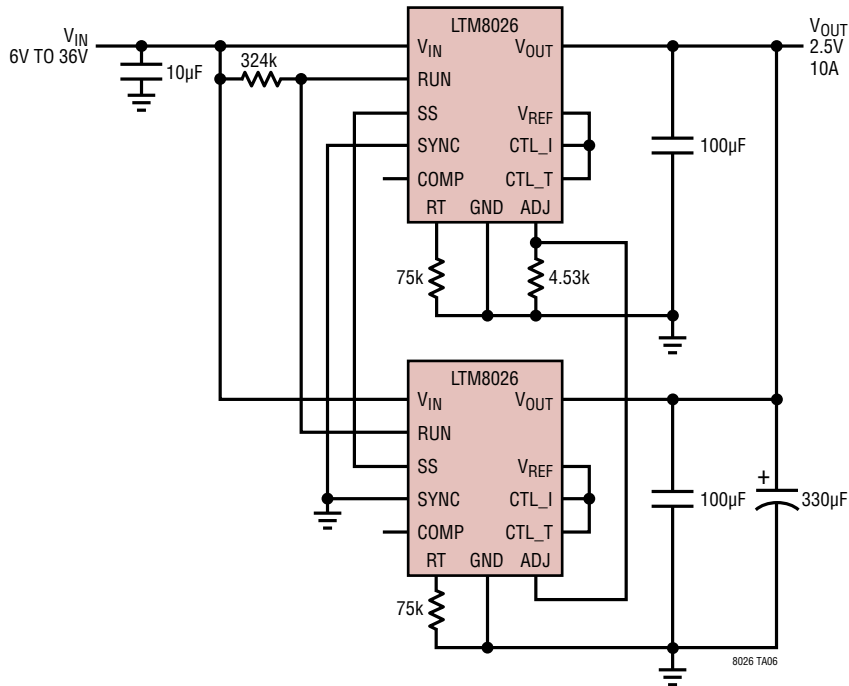 VIN
6V TO 36V
10µF
324k
LTM8026
VIN
VOUT
RUN
SS
VREF
SYNC
CTL_I
COMP
CTL_T
RT
GND
ADJ
VOUT
2.5V
10A
100µF
75k
4.53k
LTM8026
VIN
VOUT
RUN
SS
VREF
SYNC
CTL_I
COMP
CTL_T
RT
GND
ADJ
100µF
+
330µF
75k
8026 TA06